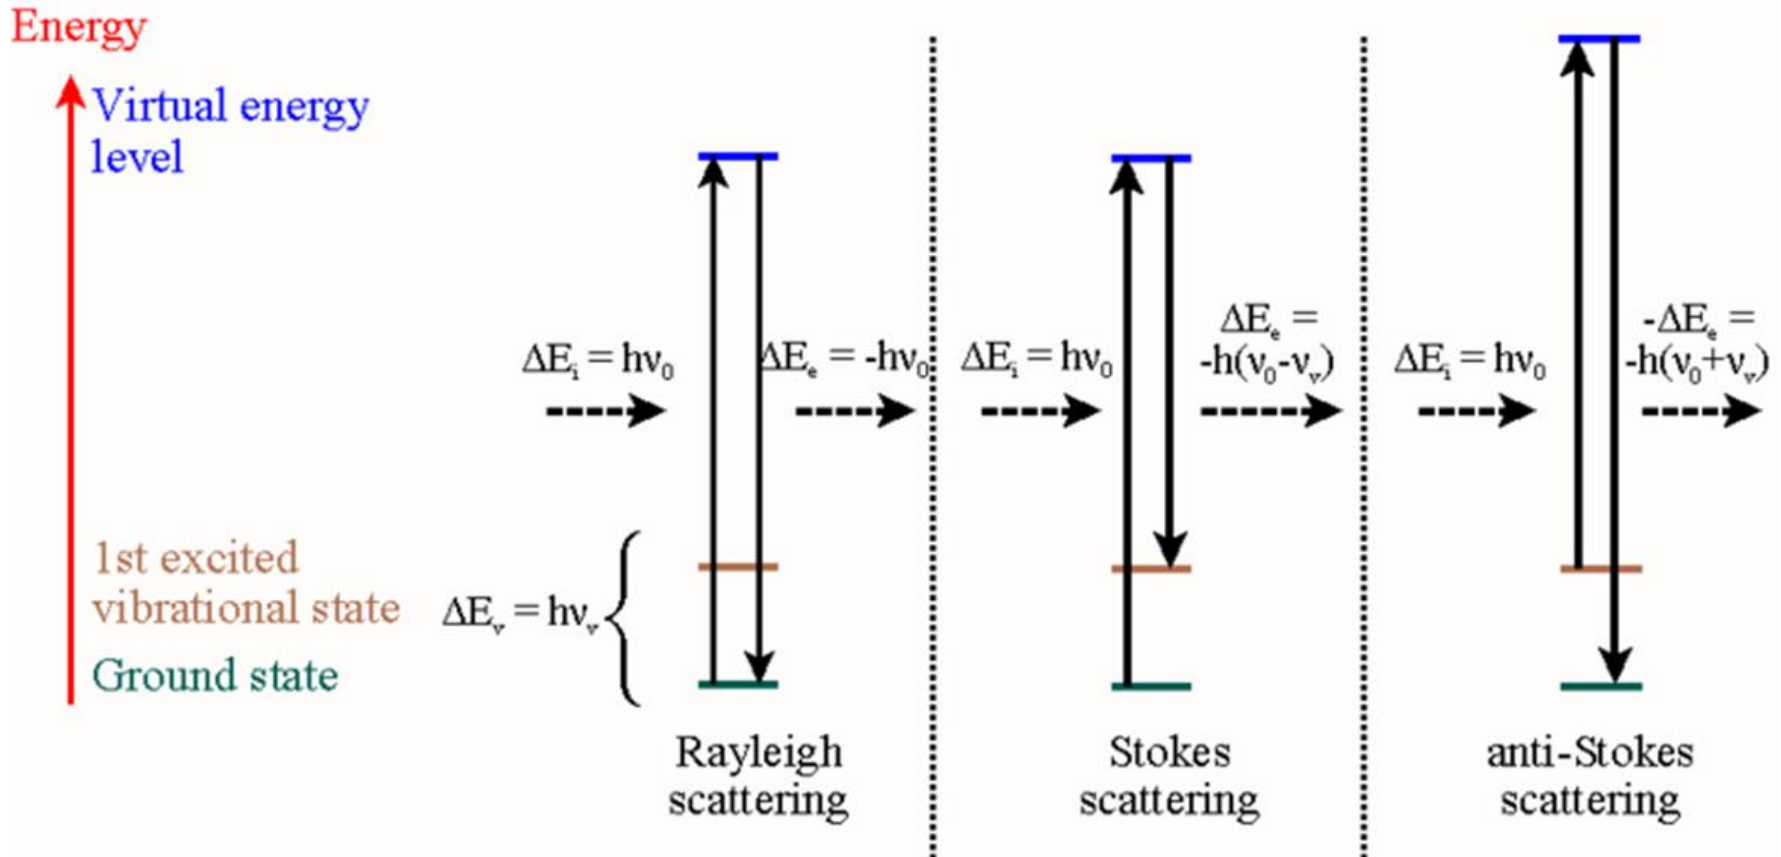 Energy
Virtual energy
level
ΔEᵢ = hν₀
ΔEₑ = -hν₀
ΔEᵢ = hν₀
ΔEₑ =
-h(ν₀-νᵥ)
ΔEᵢ = hν₀
-ΔEₑ =
-h(ν₀+νᵥ)
1st excited
vibrational state
ΔEᵥ = hνᵥ
Ground state
Rayleigh
scattering
Stokes
scattering
anti-Stokes
scattering